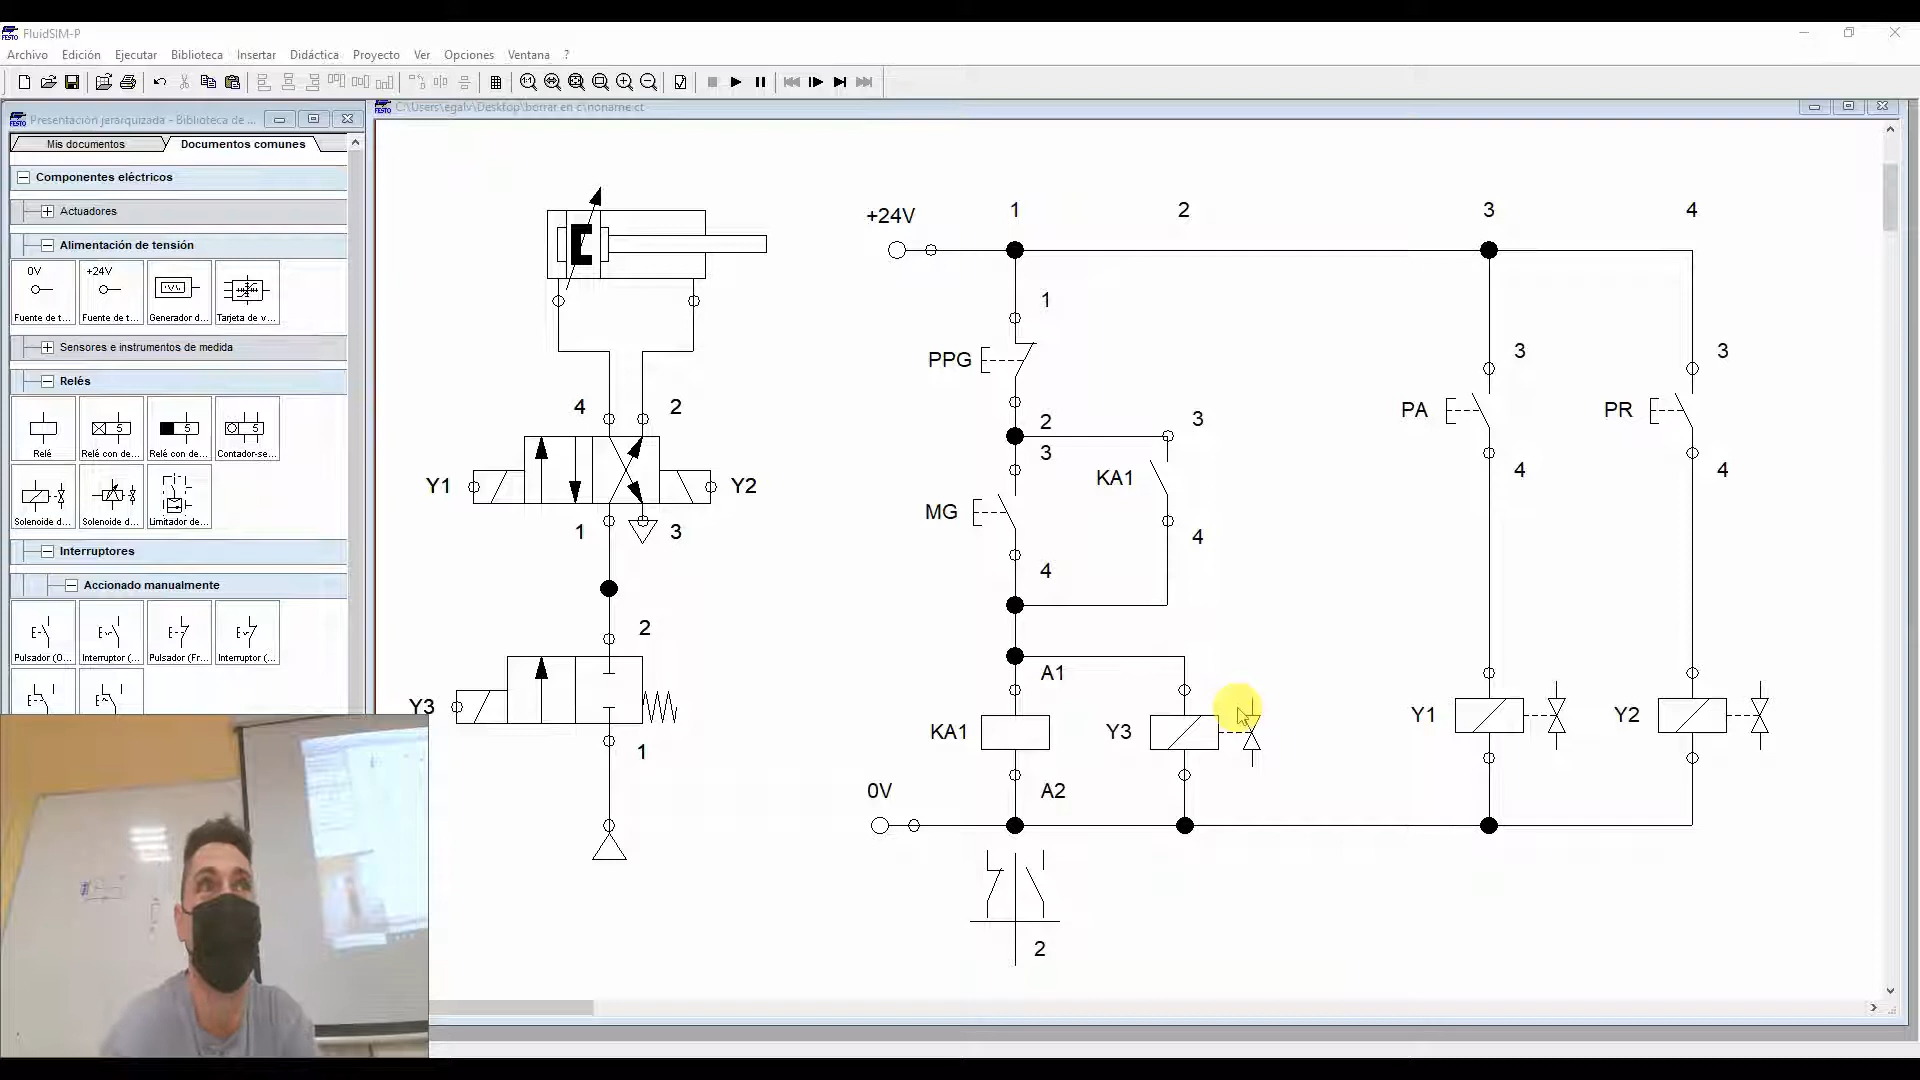 FESTO FluidSIM-P
Archivo Edición Ejecutar Biblioteca Insertar Didáctica Proyecto Ver Opciones Ventana ?
C:\Users\egalv\Desktop\borrar en c\noname.ct
FESTO Presentación jerarquizada - Biblioteca de ...
Mis documentos Documentos comunes
Componentes eléctricos
Actuadores
Alimentación de tensión
0V +24V
Fuente de t... Fuente de t... Generador d... Tarjeta de v...
Sensores e instrumentos de medida
Relés
5 5 5
Relé Relé con de... Relé con de... Contador-se...
Solenoide d... Solenoide d... Limitador de...
Interruptores
Accionado manualmente
Pulsador (O... Interruptor (... Pulsador (Fr... Interruptor (...
4 2
Y1 Y2
1 3
2
Y3
1
+24V 1 2 3 4
1
PPG
2
3 3
KA1
MG
4 4
A1
KA1 Y3
0V A2
2
3 3
PA PR
4 4
Y1 Y2